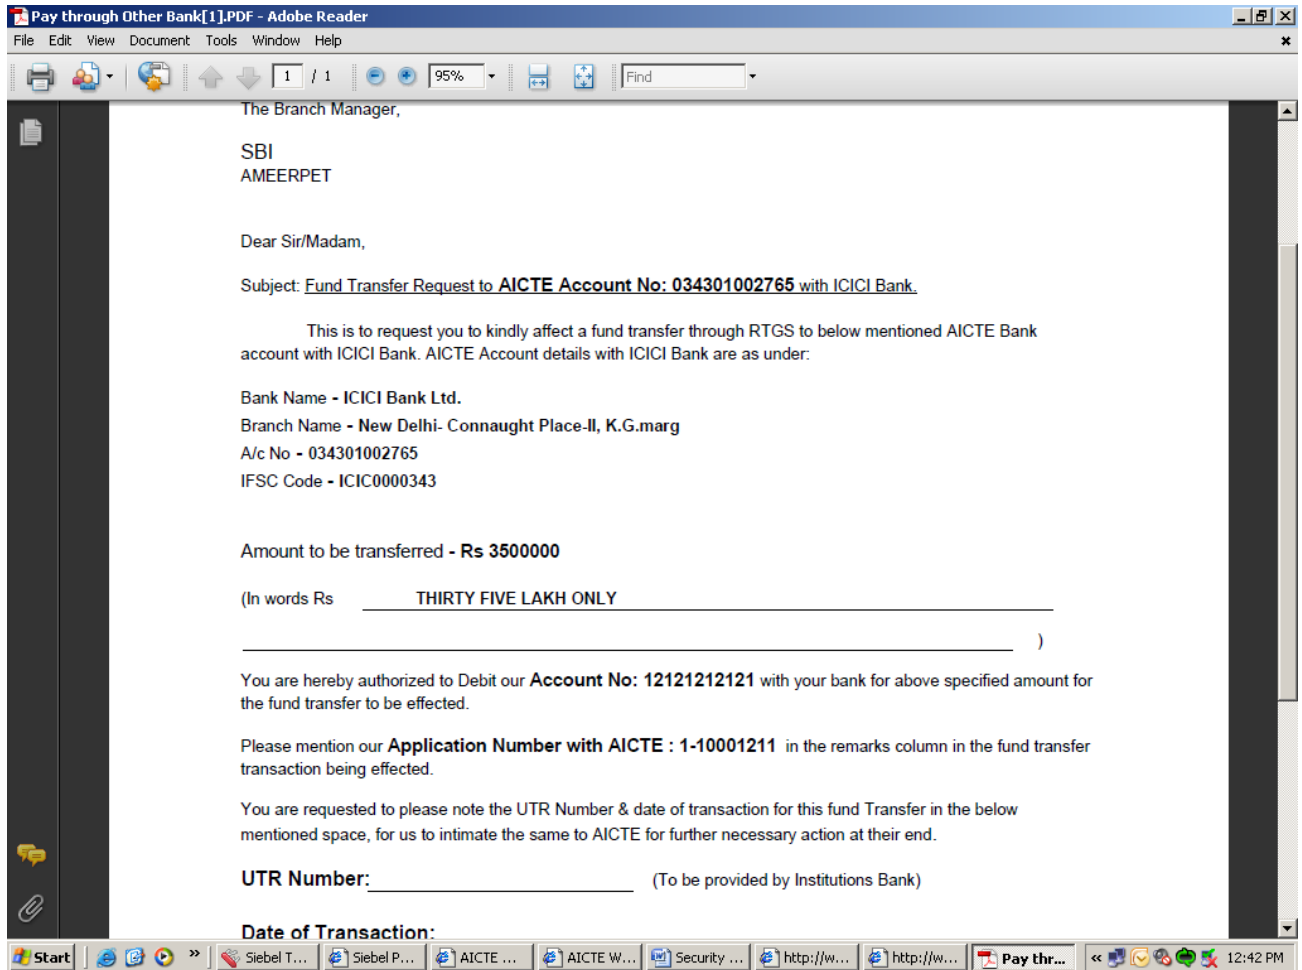 Pay through Other Bank[1].PDF - Adobe Reader
File Edit View Document Tools Window Help
1 / 1 95% Find
The Branch Manager,
SBI
AMEERPET
Dear Sir/Madam,
Subject: Fund Transfer Request to AICTE Account No: 034301002765 with ICICI Bank.
This is to request you to kindly affect a fund transfer through RTGS to below mentioned AICTE Bank
account with ICICI Bank. AICTE Account details with ICICI Bank are as under:
Bank Name - ICICI Bank Ltd.
Branch Name - New Delhi- Connaught Place-II, K.G.marg
A/c No - 034301002765
IFSC Code - ICIC0000343
Amount to be transferred - Rs 3500000
(In words Rs THIRTY FIVE LAKH ONLY
)
You are hereby authorized to Debit our Account No: 12121212121 with your bank for above specified amount for
the fund transfer to be effected.
Please mention our Application Number with AICTE : 1-10001211 in the remarks column in the fund transfer
transaction being effected.
You are requested to please note the UTR Number & date of transaction for this fund Transfer in the below
mentioned space, for us to intimate the same to AICTE for further necessary action at their end.
UTR Number: (To be provided by Institutions Bank)
Date of Transaction:
Start » Siebel T... Siebel P... AICTE ... AICTE W... Security ... http://w... http://w... Pay thr... « 12:42 PM